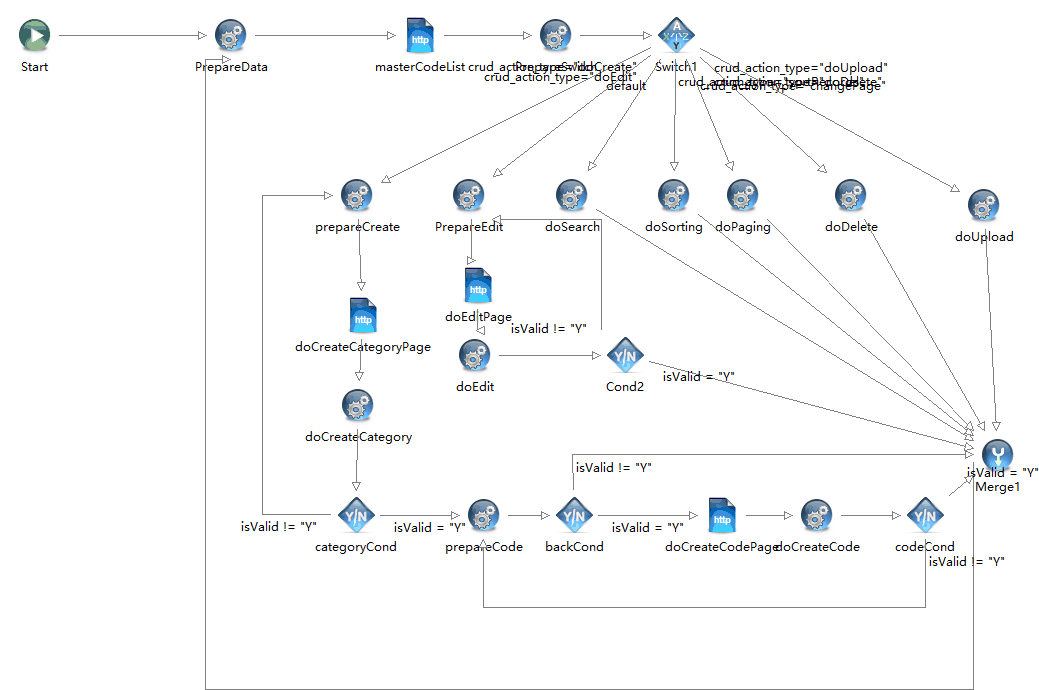 Start
PrepareData
http
masterCodeList
PrepareSwitch
A
Y/Z
Y
Switch1
crud_action_type="doCreate"
crud_action_type="doEdit"
default
crud_action_type="doUpload"
crud_action_type="changePage"
prepareCreate
PrepareEdit
doSearch
doSorting
doPaging
doDelete
doUpload
http
doEditPage
http
doCreateCategoryPage
isValid != "Y"
doEdit
Y/N
Cond2
isValid = "Y"
doCreateCategory
isValid != "Y"
isValid = "Y"
Merge1
Y/N
categoryCond
isValid != "Y"
isValid = "Y"
prepareCode
Y/N
backCond
isValid = "Y"
http
doCreateCodePage
doCreateCode
Y/N
codeCond
isValid != "Y"